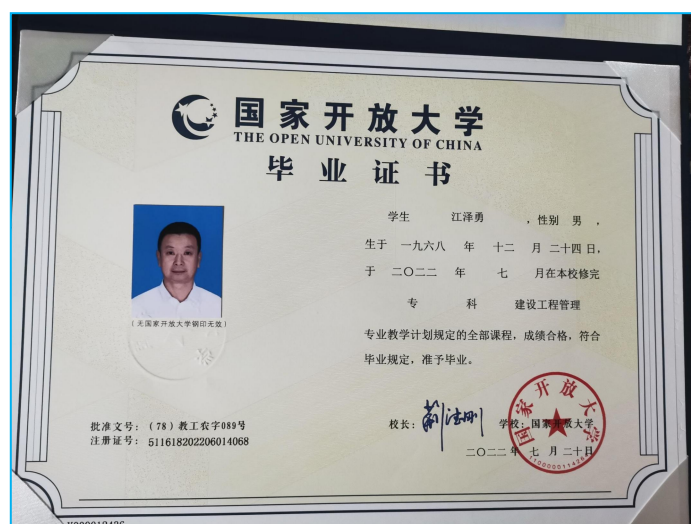 国家开放大学
THE OPEN UNIVERSITY OF CHINA
毕业证书
学生 江泽勇 ，性别 男，
生于 一九六八 年 十二 月 二十四 日，
于 二〇二二 年 七 月在本校修完
专 科 建设工程管理
专业教学计划规定的全部课程，成绩合格，符合
毕业规定，准予毕业。
（无国家开放大学钢印无效）
批准文号：（78）教工农字089号
注册证号：511618202206014068
校长：
学校：国家开放大学
二〇二二年 七 月 二十日
国家开放大学